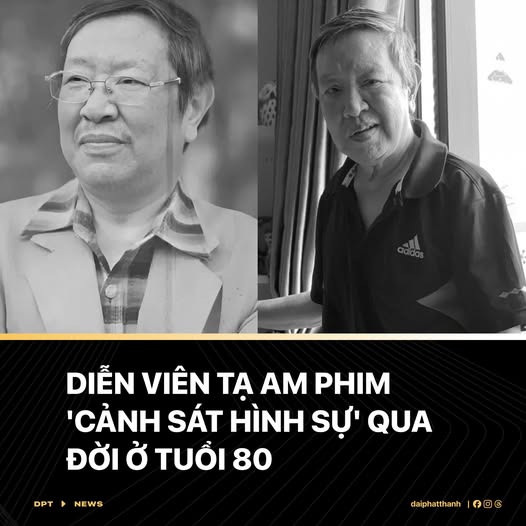 adidas
DIỄN VIÊN TẠ AM PHIM
'CẢNH SÁT HÌNH SỰ' QUA
ĐỜI Ở TUỔI 80
DPT NEWS
daiphatthanh |